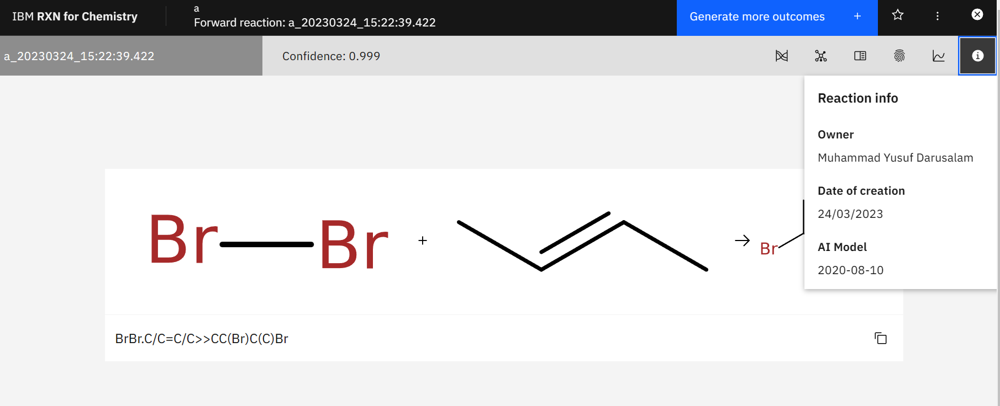 IBM RXN for Chemistry
a
Forward reaction: a_20230324_15:22:39.422
Generate more outcomes +
a_20230324_15:22:39.422
Confidence: 0.999
Reaction info
Owner
Muhammad Yusuf Darusalam
Date of creation
24/03/2023
AI Model
2020-08-10
Br Br + → Br
BrBr.C/C=C/C>>CC(Br)C(C)Br